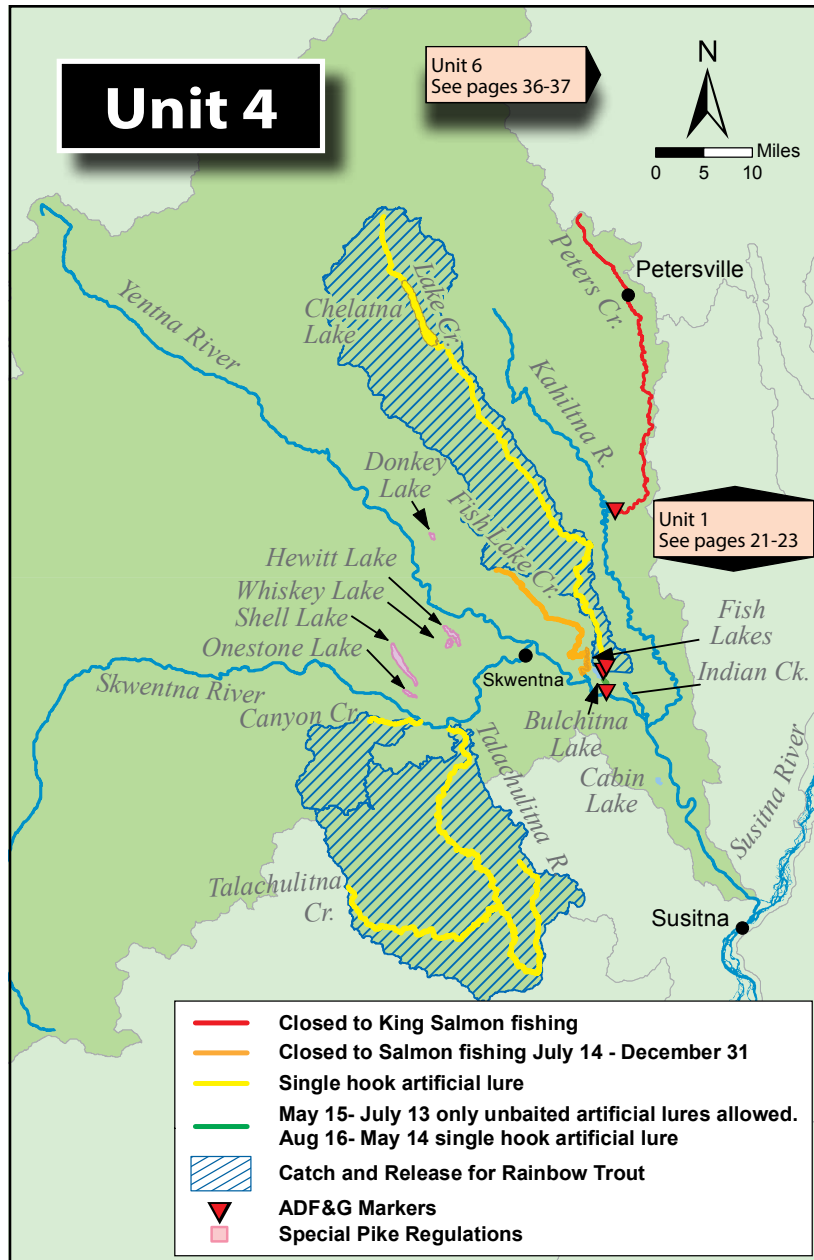 Unit 4
Unit 6
See pages 36-37
N
Miles
0 5 10
Yentna River
Chelatna
Lake
Lake Cr.
Peters Cr.
Petersville
Kahiltna R.
Donkey
Lake
Fish Lake Cr.
Unit 1
See pages 21-23
Hewitt Lake
Whiskey Lake
Shell Lake
Onestone Lake
Fish
Lakes
Skwentna River
Skwentna
Indian Ck.
Canyon Cr.
Bulchitna
Lake
Talachulitna R.
Cabin
Lake
Susitna River
Talachulitna
Cr.
Susitna
Closed to King Salmon fishing
Closed to Salmon fishing July 14 - December 31
Single hook artificial lure
May 15- July 13 only unbaited artificial lures allowed.
Aug 16- May 14 single hook artificial lure
Catch and Release for Rainbow Trout
ADF&G Markers
Special Pike Regulations